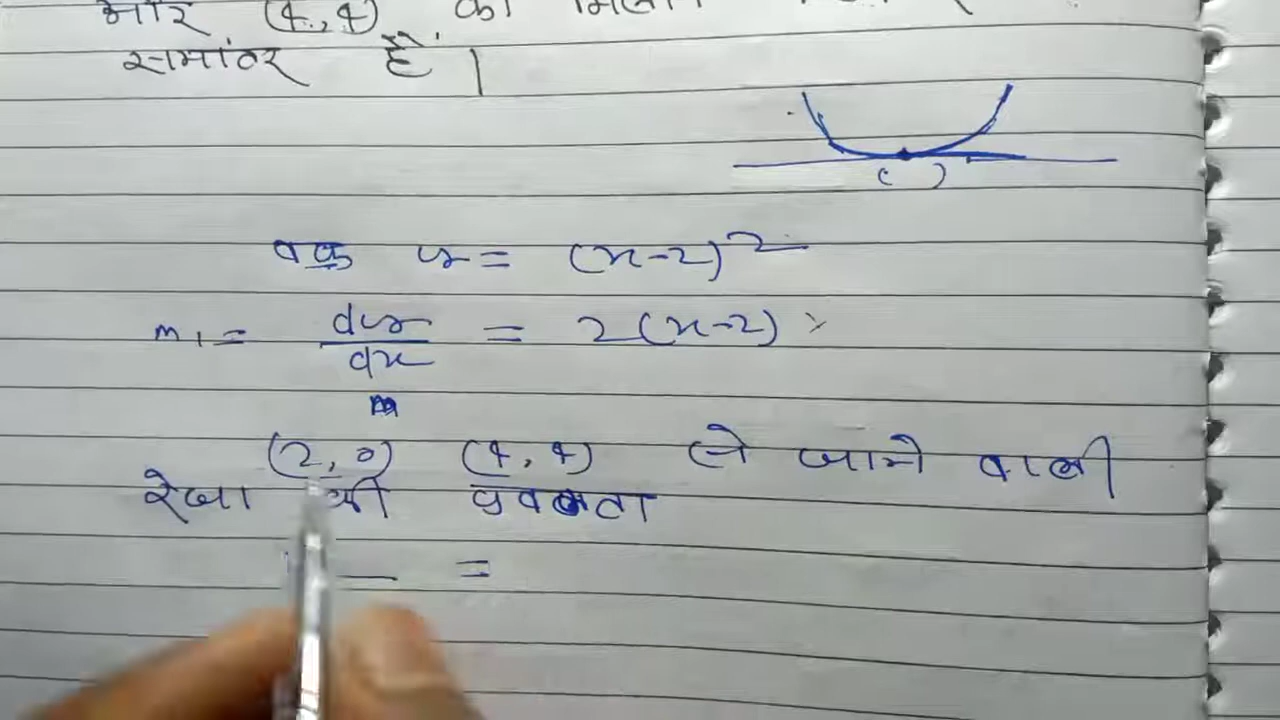 और (4,4) को
समांतर हैं।
( )
वक्र y = (x-2)²
m₁ = dy/dx = 2(x-2)
(2,0) (4,4) से जाने वाली
रेखा की प्रवणता
=